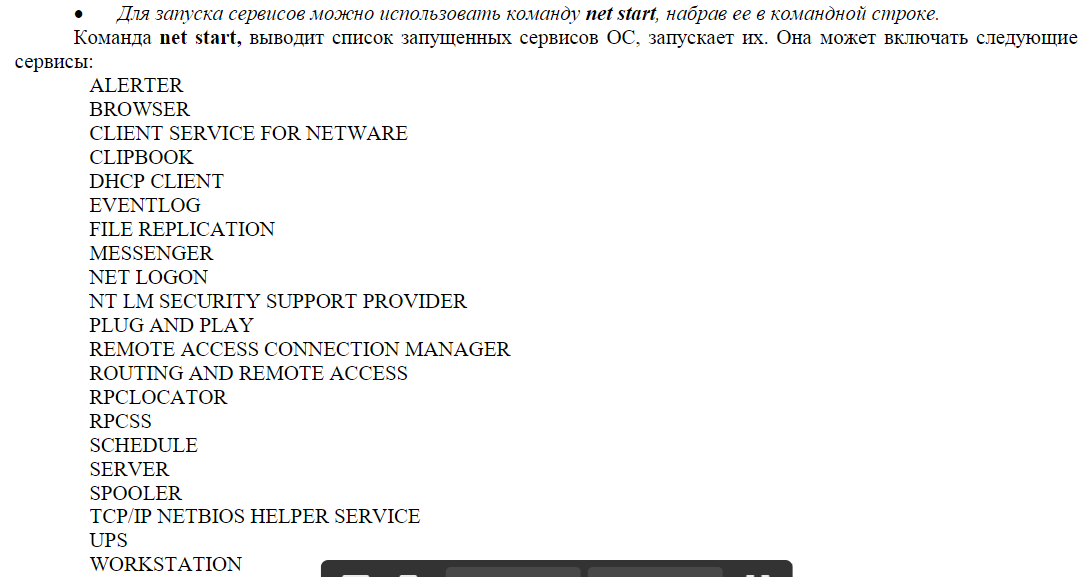 • Для запуска сервисов можно использовать команду net start, набрав ее в командной строке.
Команда net start, выводит список запущенных сервисов ОС, запускает их. Она может включать следующие
сервисы:
ALERTER
BROWSER
CLIENT SERVICE FOR NETWARE
CLIPBOOK
DHCP CLIENT
EVENTLOG
FILE REPLICATION
MESSENGER
NET LOGON
NT LM SECURITY SUPPORT PROVIDER
PLUG AND PLAY
REMOTE ACCESS CONNECTION MANAGER
ROUTING AND REMOTE ACCESS
RPCLOCATOR
RPCSS
SCHEDULE
SERVER
SPOOLER
TCP/IP NETBIOS HELPER SERVICE
UPS
WORKSTATION